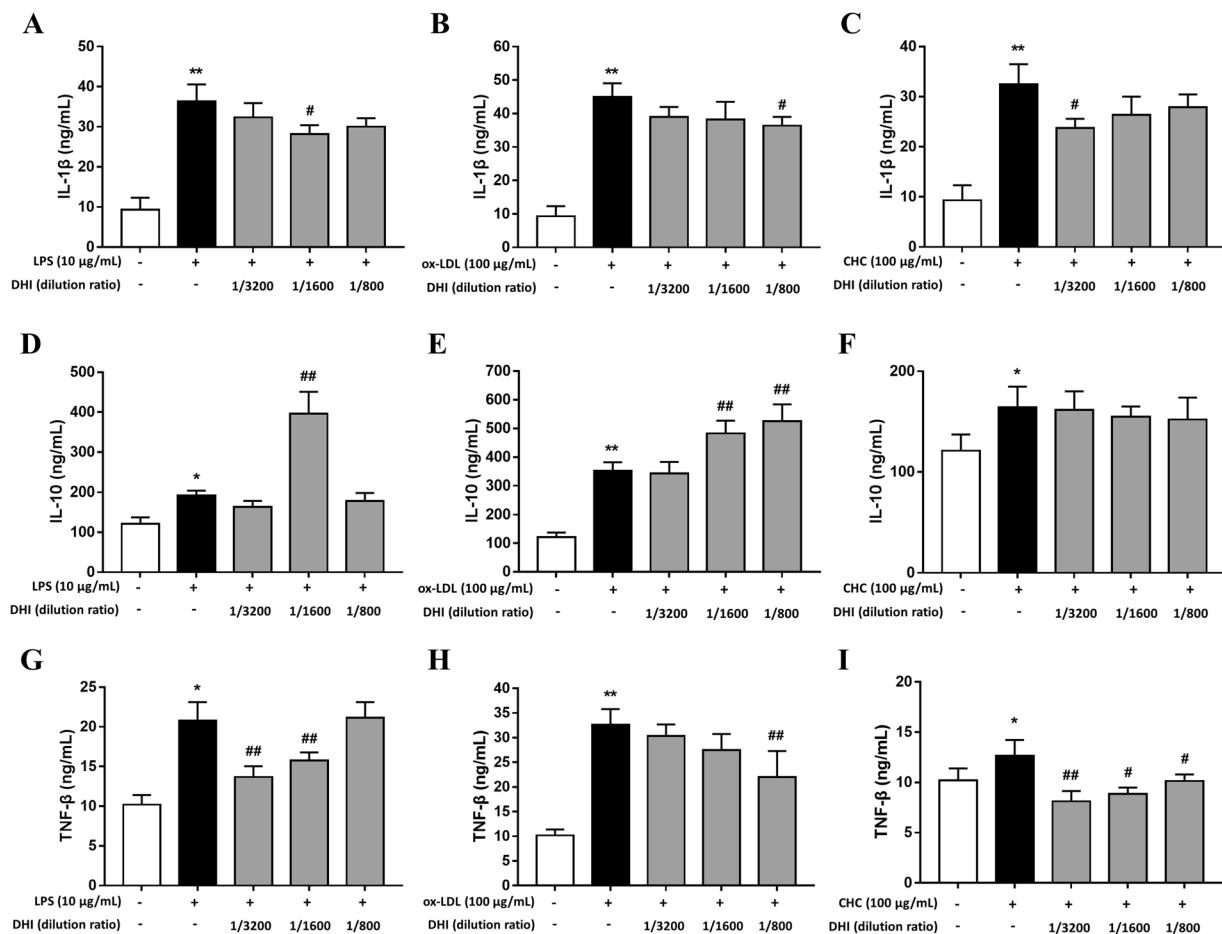 A
IL-1β (ng/mL)
50
40
30
20
10
0
**
#
LPS (10 µg/mL) - + + + +
DHI (dilution ratio) - - 1/3200 1/1600 1/800
B
IL-1β (ng/mL)
60
50
40
30
20
10
0
**
#
ox-LDL (100 µg/mL) - + + + +
DHI (dilution ratio) - - 1/3200 1/1600 1/800
C
IL-1β (ng/mL)
40
30
20
10
0
**
#
CHC (100 µg/mL) - + + + +
DHI (dilution ratio) - - 1/3200 1/1600 1/800
D
IL-10 (ng/mL)
500
400
300
200
100
0
*
##
LPS (10 µg/mL) - + + + +
DHI (dilution ratio) - - 1/3200 1/1600 1/800
E
IL-10 (ng/mL)
700
600
500
400
300
200
100
0
**
##
##
ox-LDL (100 µg/mL) - + + + +
DHI (dilution ratio) - - 1/3200 1/1600 1/800
F
IL-10 (ng/mL)
200
100
0
*
CHC (100 µg/mL) - + + + +
DHI (dilution ratio) - - 1/3200 1/1600 1/800
G
TNF-β (ng/mL)
25
20
15
10
5
0
*
##
##
LPS (10 µg/mL) - + + + +
DHI (dilution ratio) - - 1/3200 1/1600 1/800
H
TNF-β (ng/mL)
40
35
30
25
20
15
10
5
0
**
##
ox-LDL (100 µg/mL) - + + + +
DHI (dilution ratio) - - 1/3200 1/1600 1/800
I
TNF-β (ng/mL)
20
15
10
5
0
*
##
#
#
CHC (100 µg/mL) - + + + +
DHI (dilution ratio) - - 1/3200 1/1600 1/800